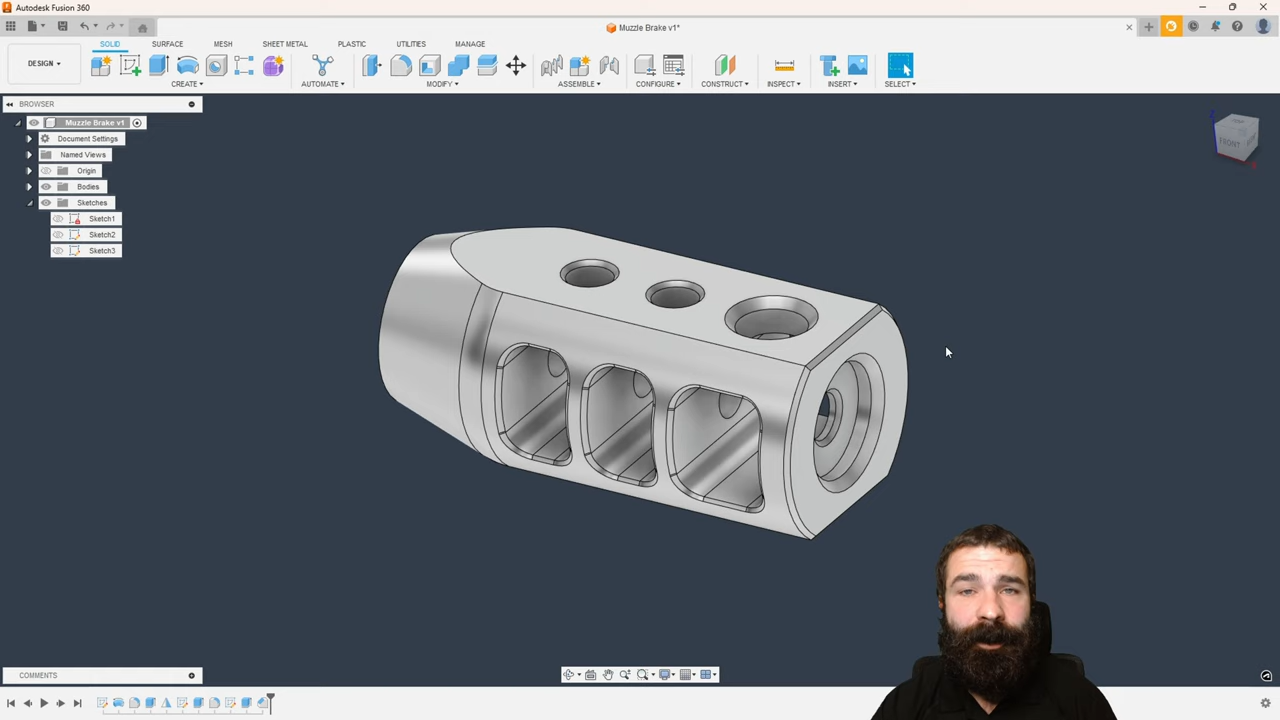 Autodesk Fusion 360
Muzzle Brake v1*
DESIGN
SOLID
SURFACE
MESH
SHEET METAL
PLASTIC
UTILITIES
MANAGE
CREATE
AUTOMATE
MODIFY
ASSEMBLE
CONFIGURE
CONSTRUCT
INSPECT
INSERT
SELECT
BROWSER
Muzzle Brake v1
Document Settings
Named Views
Origin
Bodies
Sketches
Sketch1
Sketch2
Sketch3
FRONT
COMMENTS